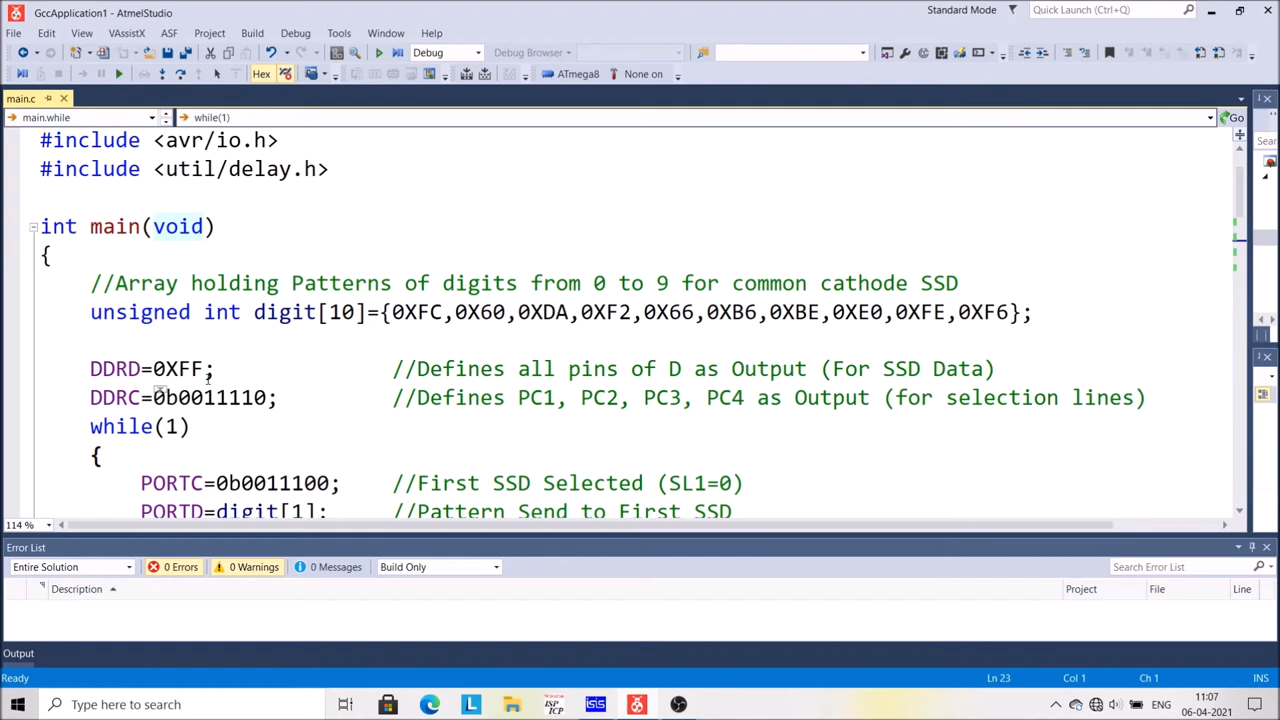 GccApplication1 - AtmelStudio
Standard Mode
Quick Launch (Ctrl+Q)
File Edit View VAssistX ASF Project Build Debug Tools Window Help
Debug
Debug Browser
Hex
ATmega8
None on
main.c
main.while
while(1)
Go
#include <avr/io.h>
#include <util/delay.h>
int main(void)
{
//Array holding Patterns of digits from 0 to 9 for common cathode SSD
unsigned int digit[10]={0XFC,0X60,0XDA,0XF2,0X66,0XB6,0XBE,0XE0,0XFE,0XF6};
DDRD=0XFF; //Defines all pins of D as Output (For SSD Data)
DDRC=0b0011110; //Defines PC1, PC2, PC3, PC4 as Output (for selection lines)
while(1)
{
PORTC=0b0011100; //First SSD Selected (SL1=0)
PORTD=digit[1]; //Pattern Send to First SSD
114 %
Error List
Entire Solution
0 Errors
0 Warnings
0 Messages
Build Only
Search Error List
Description
Project
File
Line
Output
Ready
Ln 23
Col 1
Ch 1
INS
Type here to search
ISP
ICP
isis
ENG
11:07
06-04-2021